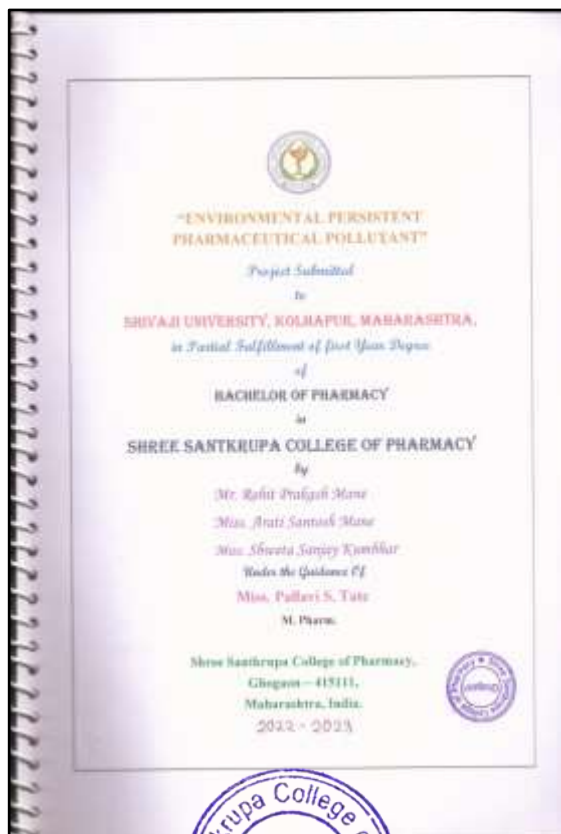 "ENVIRONMENTAL PERSISTENT
PHARMACEUTICAL POLLUTANT"
Project Submitted
to
SHIVAJI UNIVERSITY, KOLHAPUR, MAHARASHTRA,
in Partial Fulfillment of first Year Degree
of
BACHELOR OF PHARMACY
in
SHREE SANTKRUPA COLLEGE OF PHARMACY
By
Mr. Rohit Prakash Mane
Miss. Arati Santosh Mane
Miss. Shweta Sanjay Kumbhar
Under the Guidance Of
Miss. Pallavi S. Tate
M. Pharm.
Shree Santkrupa College of Pharmacy,
Ghogaon – 415111,
Maharashtra, India.
2022 - 2023
krupa College